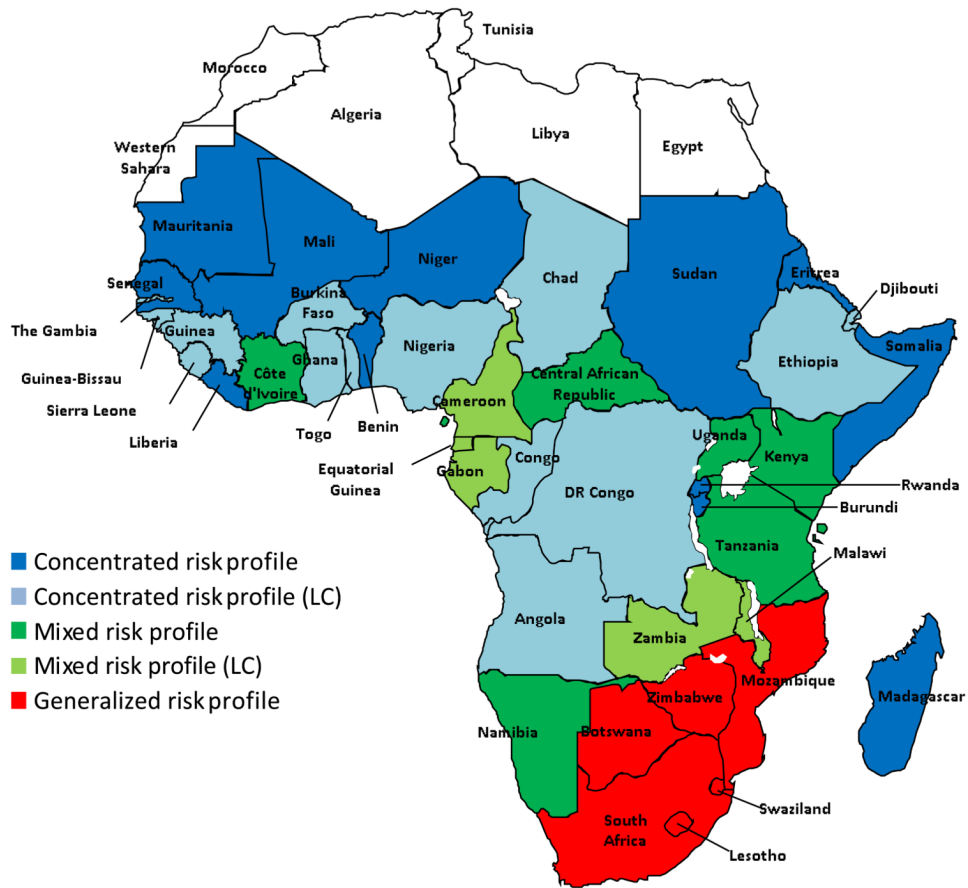 Tunisia
Morocco
Algeria
Libya
Egypt
Western
Sahara
Mauritania
Mali
Niger
Chad
Sudan
Eritrea
Senegal
Burkina
Faso
Djibouti
The Gambia
Guinea
Nigeria
Ghana
Ethiopia
Somalia
Guinea-Bissau
Côte
d'Ivoire
Central African
Republic
Cameroon
Sierra Leone
Liberia
Togo
Benin
Uganda
Kenya
Equatorial
Guinea
Gabon
Congo
DR Congo
Rwanda
Burundi
Tanzania
Malawi
Concentrated risk profile
Concentrated risk profile (LC)
Mixed risk profile
Mixed risk profile (LC)
Generalized risk profile
Angola
Zambia
Mozambique
Madagascar
Zimbabwe
Namibia
Botswana
Swaziland
South
Africa
Lesotho